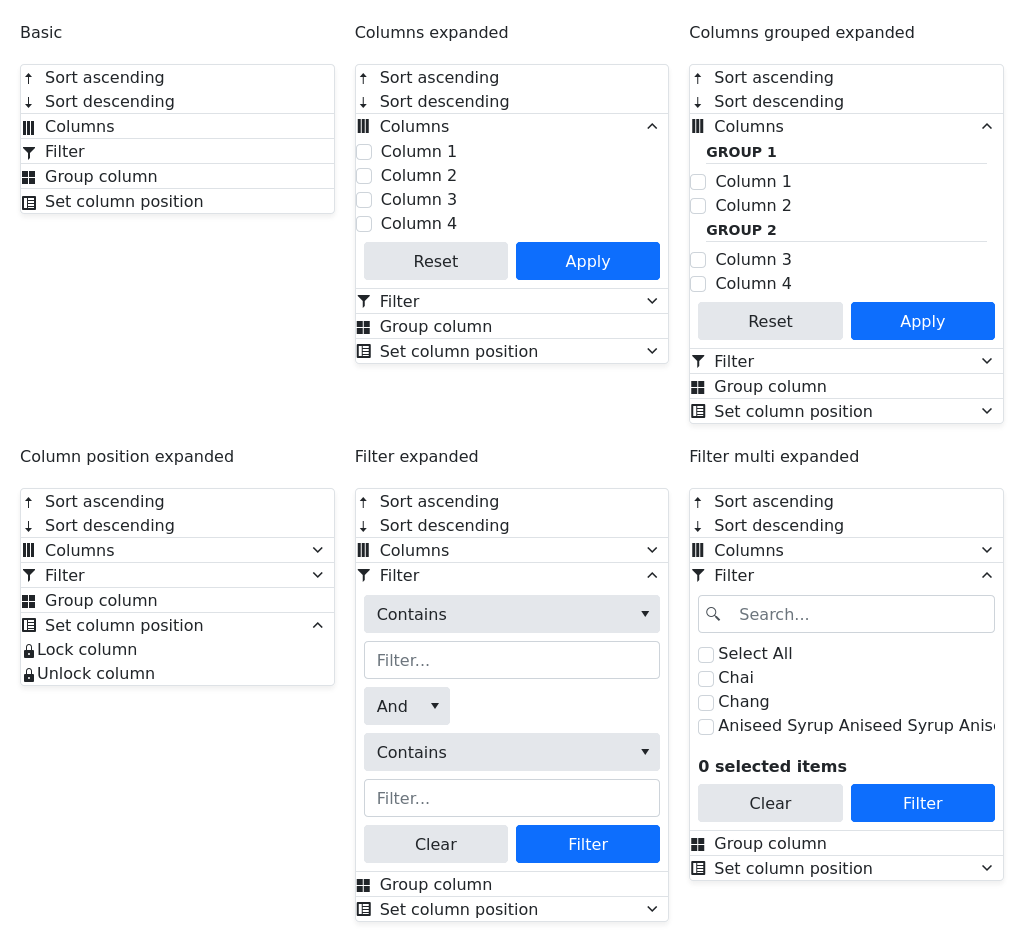 Basic
Sort ascending
Sort descending
Columns
Filter
Group column
Set column position
Columns expanded
Sort ascending
Sort descending
Columns
Column 1
Column 2
Column 3
Column 4
Reset Apply
Filter
Group column
Set column position
Columns grouped expanded
Sort ascending
Sort descending
Columns
GROUP 1
Column 1
Column 2
GROUP 2
Column 3
Column 4
Reset Apply
Filter
Group column
Set column position
Column position expanded
Sort ascending
Sort descending
Columns
Filter
Group column
Set column position
Lock column
Unlock column
Filter expanded
Sort ascending
Sort descending
Columns
Filter
Contains
Filter...
And
Contains
Filter...
Clear Filter
Group column
Set column position
Filter multi expanded
Sort ascending
Sort descending
Columns
Filter
Search...
Select All
Chai
Chang
Aniseed Syrup Aniseed Syrup Anis
0 selected items
Clear Filter
Group column
Set column position